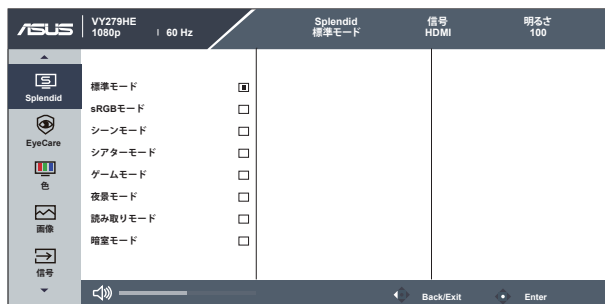 ASUS
VY279HE
1080p | 60 Hz
Splendid
標準モード
信号
HDMI
明るさ
100
Splendid
EyeCare
色
画像
信号
標準モード
sRGBモード
シーンモード
シアターモード
ゲームモード
夜景モード
読み取りモード
暗室モード
Back/Exit
Enter